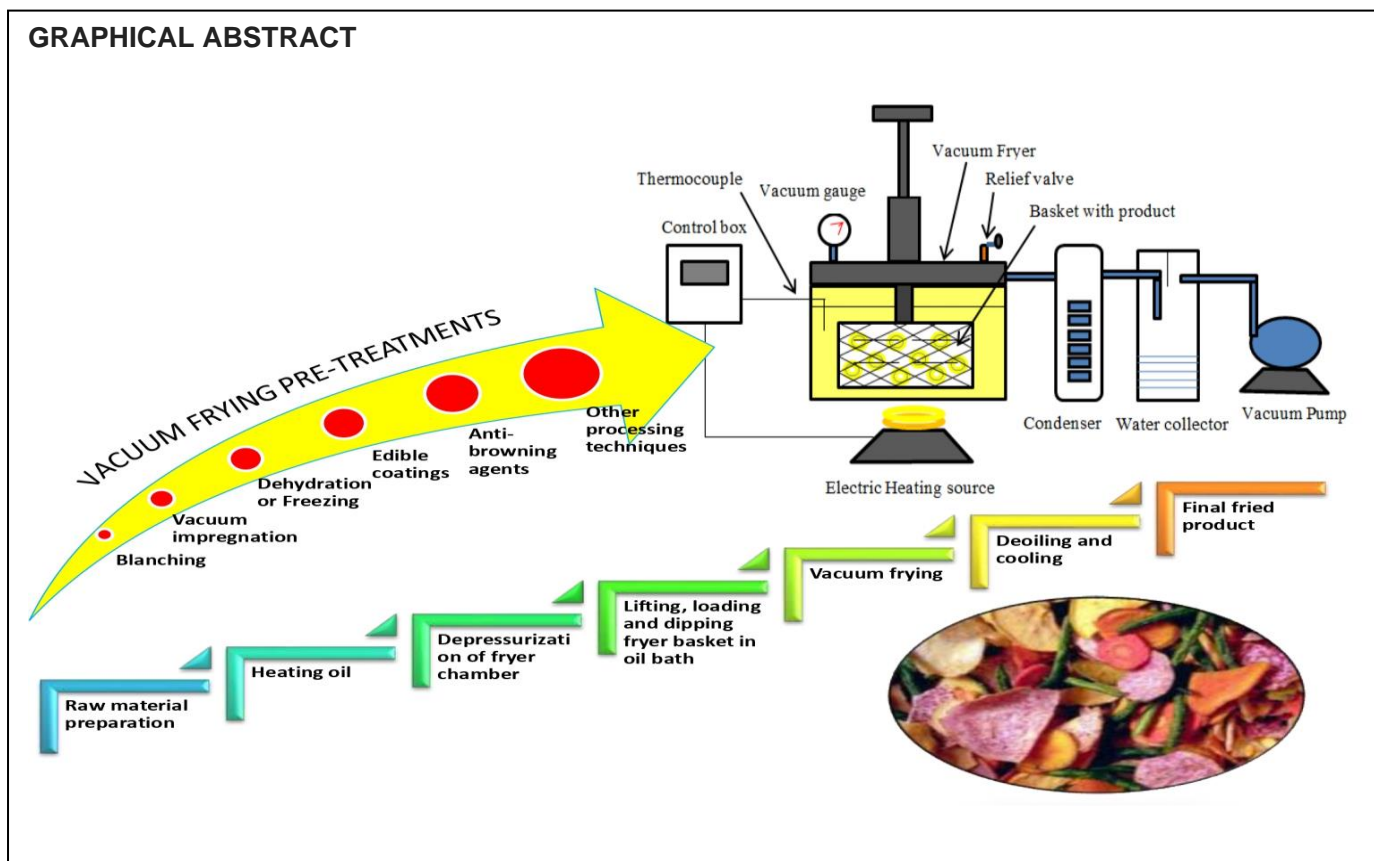 GRAPHICAL ABSTRACT
Vacuum Fryer
Thermocouple
Vacuum gauge
Relief valve
Basket with product
Control box
VACUUM FRYING PRE-TREATMENTS
Blanching
Vacuum
impregnation
Dehydration
or Freezing
Edible
coatings
Anti-
browning
agents
Other
processing
techniques
Condenser
Water collector
Vacuum Pump
Electric Heating source
Raw material
preparation
Heating oil
Depressurizati
on of fryer
chamber
Lifting, loading
and dipping
fryer basket in
oil bath
Vacuum frying
Deoiling and
cooling
Final fried
product